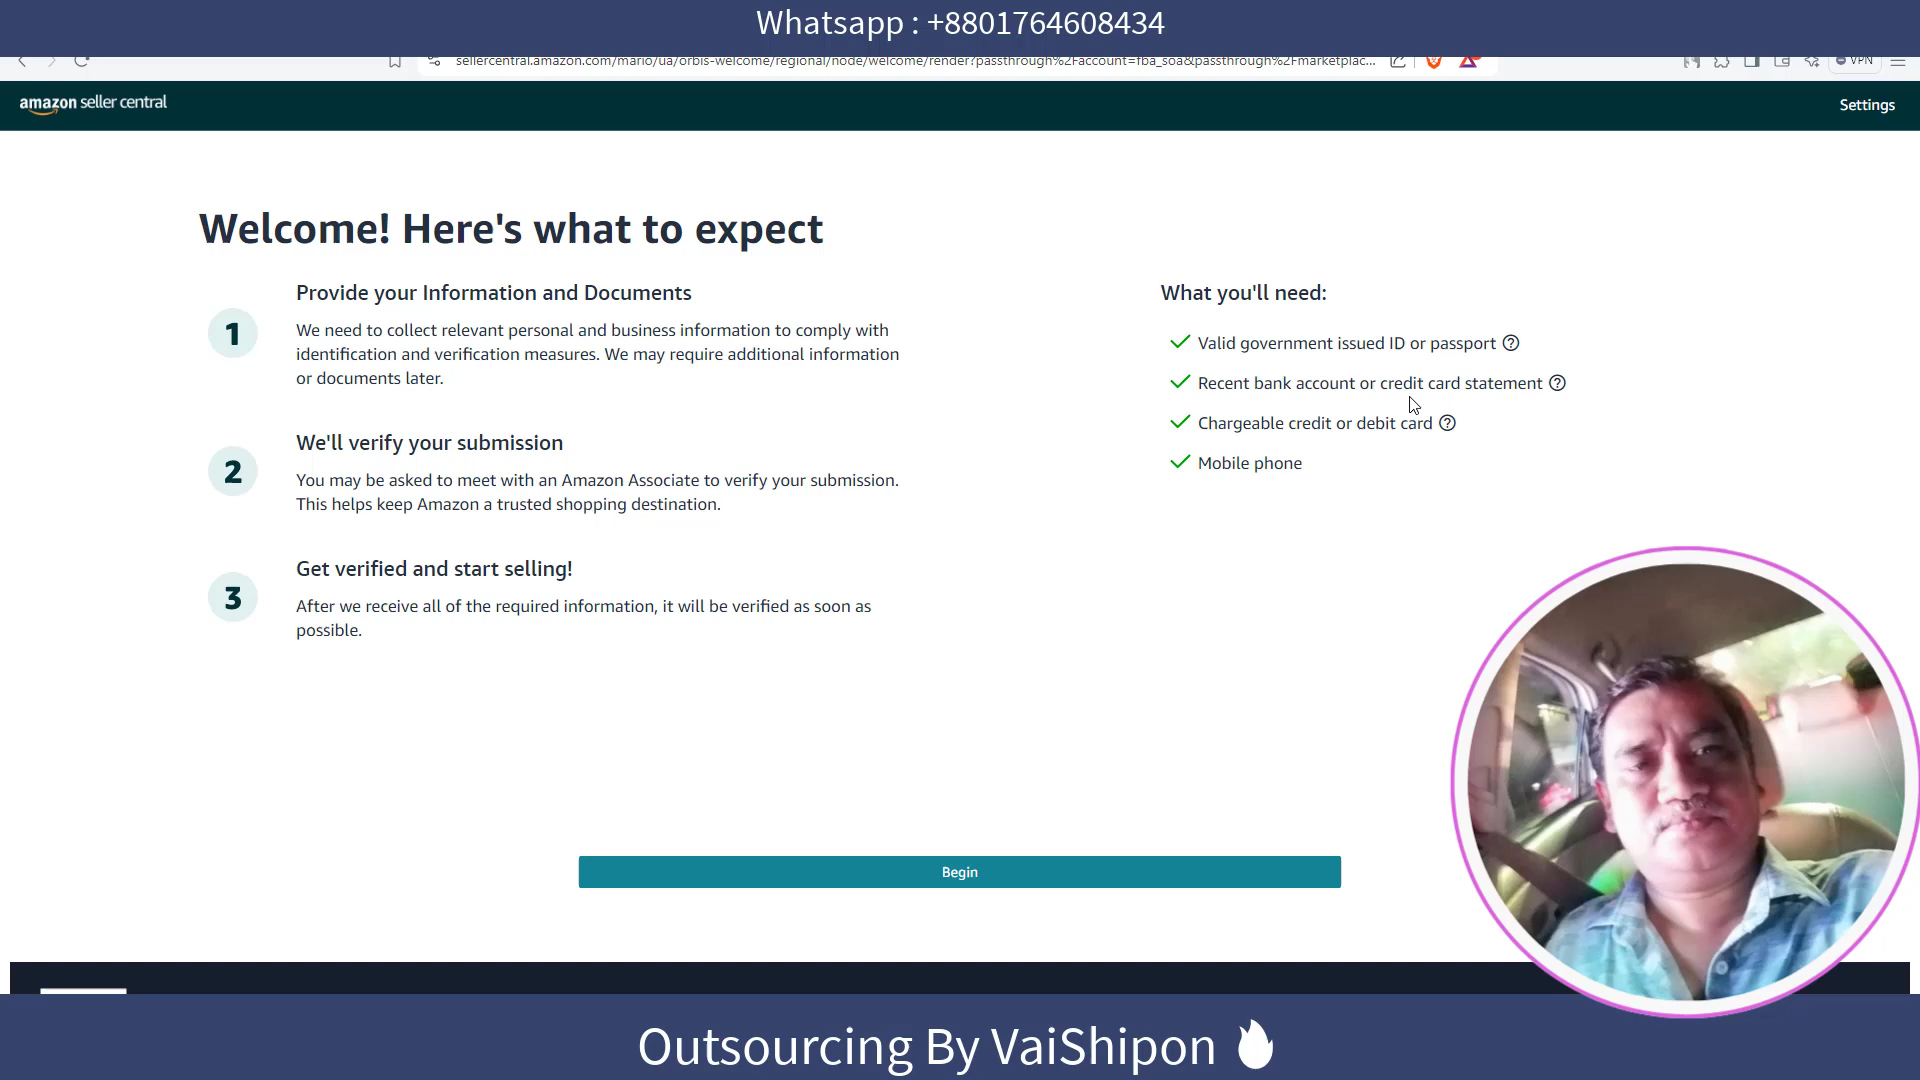 Whatsapp : +8801764608434
sellercentral.amazon.com/mario/ua/orbis-welcome/regional/node/welcome/render?passthrough%2Faccount=fba_soa&passthrough%2Fmarketplac...
VPN
amazon seller central
Settings
Welcome! Here's what to expect
1
Provide your Information and Documents
We need to collect relevant personal and business information to comply with
identification and verification measures. We may require additional information
or documents later.
2
We'll verify your submission
You may be asked to meet with an Amazon Associate to verify your submission.
This helps keep Amazon a trusted shopping destination.
3
Get verified and start selling!
After we receive all of the required information, it will be verified as soon as
possible.
What you'll need:
Valid government issued ID or passport
Recent bank account or credit card statement
Chargeable credit or debit card
Mobile phone
Begin
Outsourcing By VaiShipon